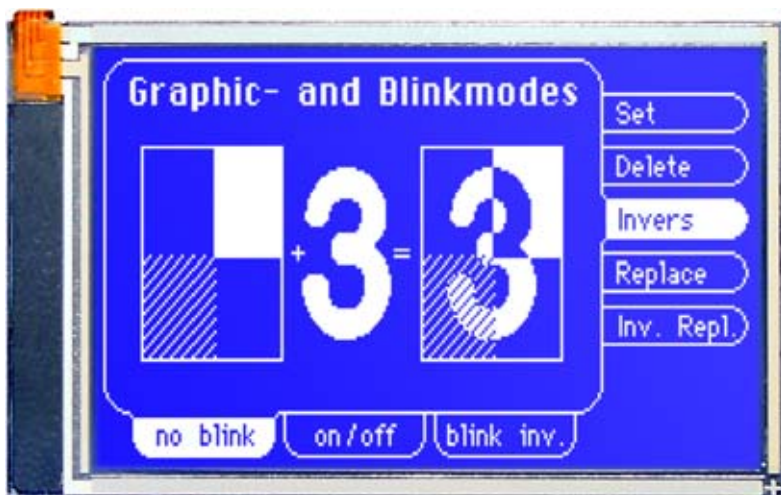 Graphic- and Blinkmodes
Set
Delete
Invers
Replace
Inv. Repl.
+ 3 = 3
no blink
on/off
blink inv.